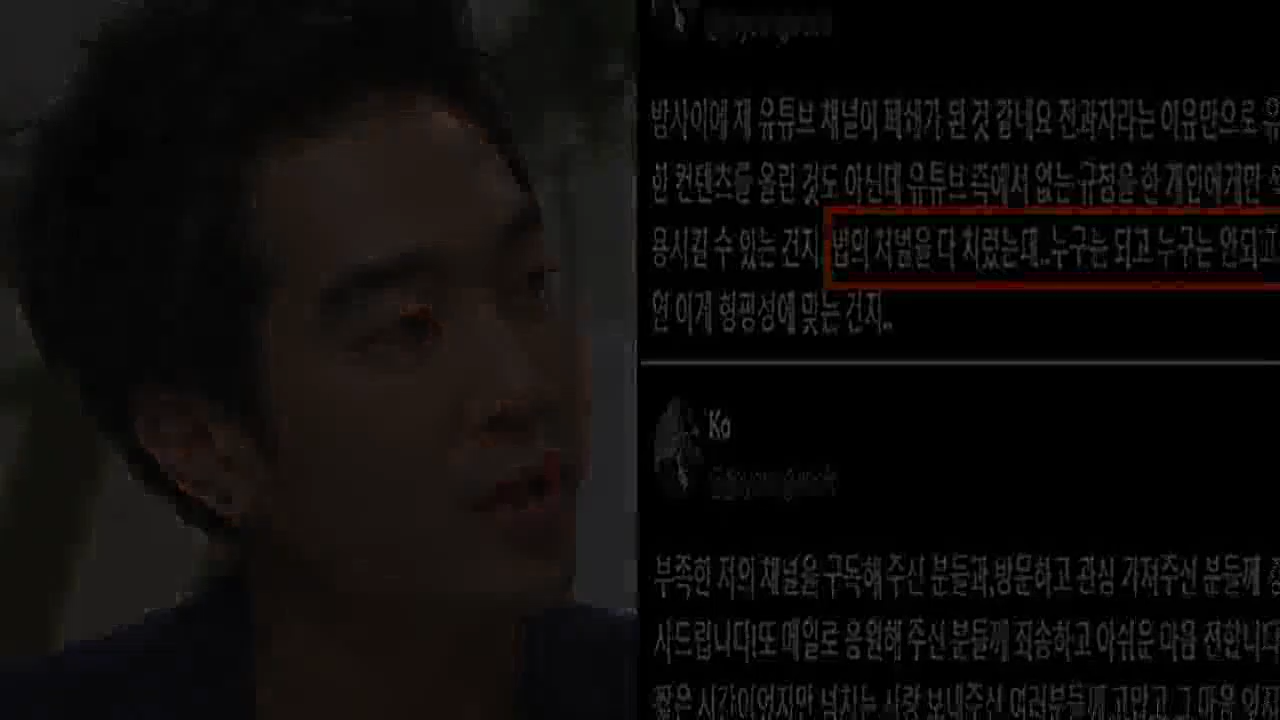 밤사이에 제 유튜브 채널이 폐쇄가 된 것 같네요 전과자라는 이유만으로
한 컨텐츠를 올린 것도 아닌데 유튜브측에서 없는 규정을 한 개인에게만
용시킬 수 있는 건지 법의 처벌을 다 치렀는데..누구는 되고 누구는 안되고
연 이게 형평성에 맞는 건지..
Ko
부족한 저의 채널을 구독해 주신 분들과,방문하고 관심 가져주신 분들께
사드립니다!또 메일로 응원해 주신 분들께 죄송하고 아쉬운 마음 전합니다
짧은 시간이었지만 넘치는 사랑 보내주신 여러분들께 고맙고 그 마음 잊지